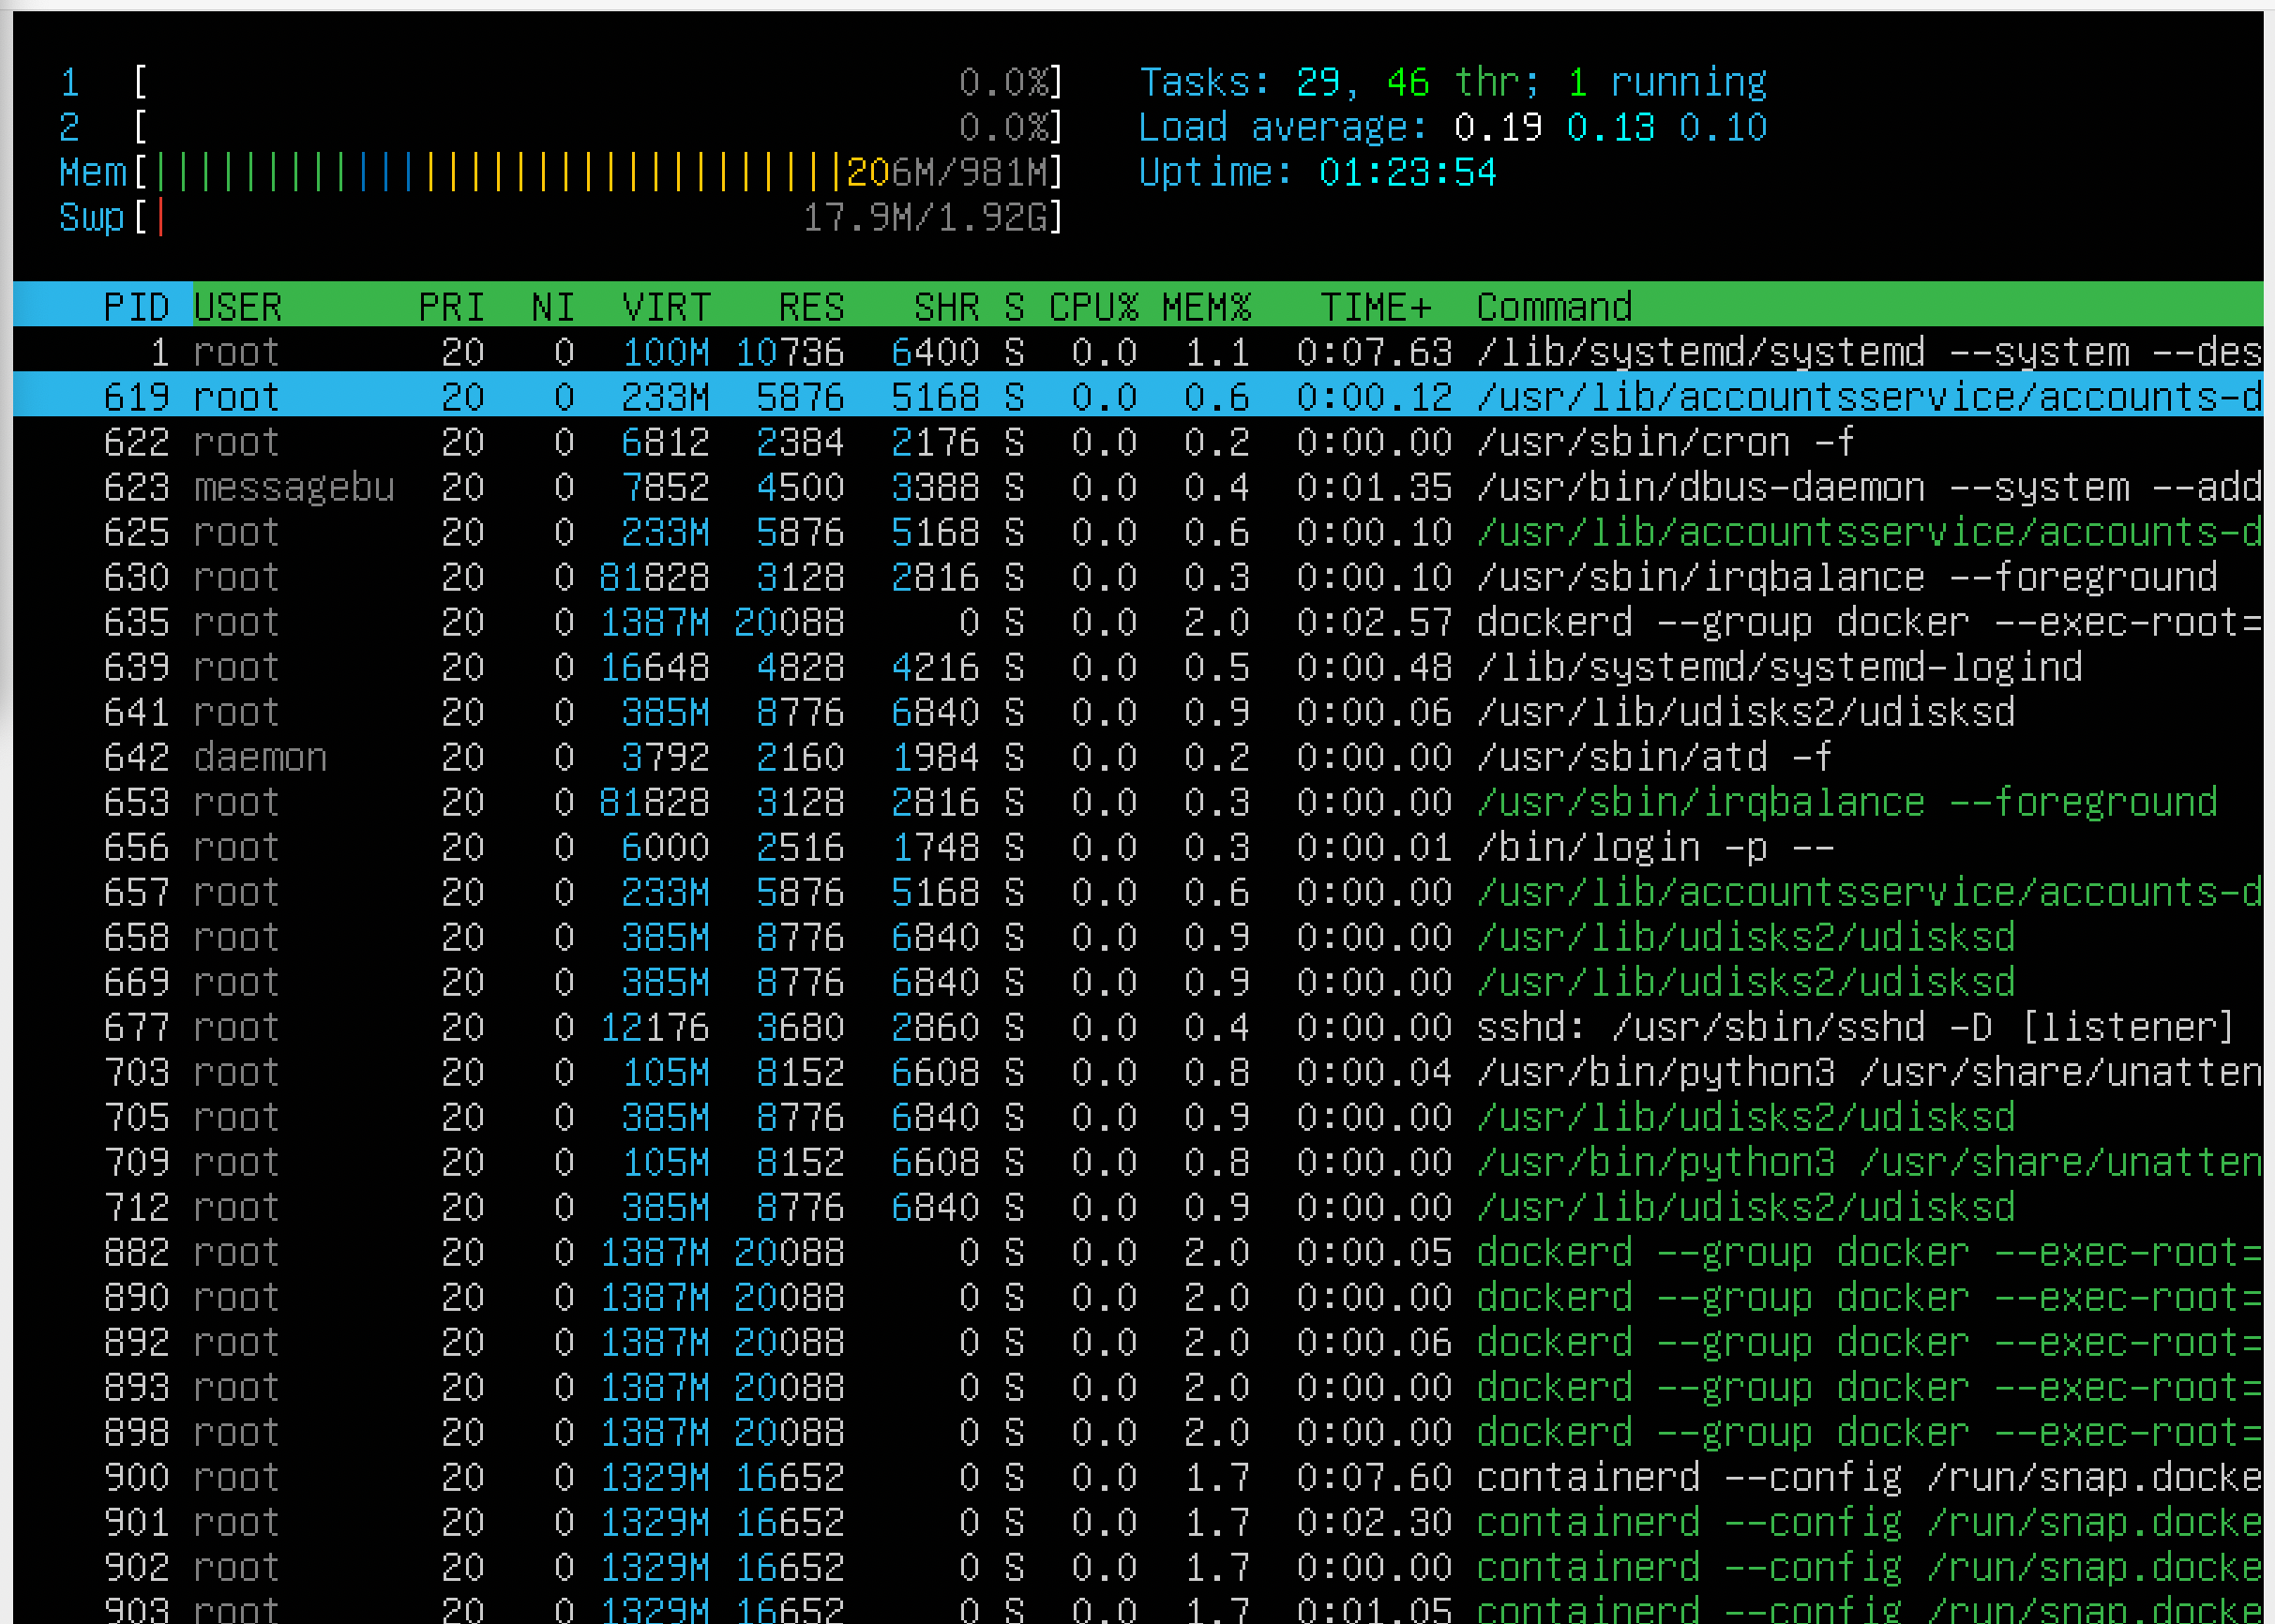 1 [ 0.0%] Tasks: 29, 46 thr; 1 running
2 [ 0.0%] Load average: 0.19 0.13 0.10
Mem[|||||||||||||||||||||||||||||||206M/981M] Uptime: 01:23:54
Swp[| 17.9M/1.92G]
PID USER PRI NI VIRT RES SHR S CPU% MEM% TIME+ Command
1 root 20 0 100M 10736 6400 S 0.0 1.1 0:07.63 /lib/systemd/systemd --system --des
619 root 20 0 233M 5876 5168 S 0.0 0.6 0:00.12 /usr/lib/accountsservice/accounts-d
622 root 20 0 6812 2384 2176 S 0.0 0.2 0:00.00 /usr/sbin/cron -f
623 messagebu 20 0 7852 4500 3388 S 0.0 0.4 0:01.35 /usr/bin/dbus-daemon --system --add
625 root 20 0 233M 5876 5168 S 0.0 0.6 0:00.10 /usr/lib/accountsservice/accounts-d
630 root 20 0 81828 3128 2816 S 0.0 0.3 0:00.10 /usr/sbin/irqbalance --foreground
635 root 20 0 1387M 20088 0 S 0.0 2.0 0:02.57 dockerd --group docker --exec-root=
639 root 20 0 16648 4828 4216 S 0.0 0.5 0:00.48 /lib/systemd/systemd-logind
641 root 20 0 385M 8776 6840 S 0.0 0.9 0:00.06 /usr/lib/udisks2/udisksd
642 daemon 20 0 3792 2160 1984 S 0.0 0.2 0:00.00 /usr/sbin/atd -f
653 root 20 0 81828 3128 2816 S 0.0 0.3 0:00.00 /usr/sbin/irqbalance --foreground
656 root 20 0 6000 2516 1748 S 0.0 0.3 0:00.01 /bin/login -p --
657 root 20 0 233M 5876 5168 S 0.0 0.6 0:00.00 /usr/lib/accountsservice/accounts-d
658 root 20 0 385M 8776 6840 S 0.0 0.9 0:00.00 /usr/lib/udisks2/udisksd
669 root 20 0 385M 8776 6840 S 0.0 0.9 0:00.00 /usr/lib/udisks2/udisksd
677 root 20 0 12176 3680 2860 S 0.0 0.4 0:00.00 sshd: /usr/sbin/sshd -D [listener]
703 root 20 0 105M 8152 6608 S 0.0 0.8 0:00.04 /usr/bin/python3 /usr/share/unatten
705 root 20 0 385M 8776 6840 S 0.0 0.9 0:00.00 /usr/lib/udisks2/udisksd
709 root 20 0 105M 8152 6608 S 0.0 0.8 0:00.00 /usr/bin/python3 /usr/share/unatten
712 root 20 0 385M 8776 6840 S 0.0 0.9 0:00.00 /usr/lib/udisks2/udisksd
882 root 20 0 1387M 20088 0 S 0.0 2.0 0:00.05 dockerd --group docker --exec-root=
890 root 20 0 1387M 20088 0 S 0.0 2.0 0:00.00 dockerd --group docker --exec-root=
892 root 20 0 1387M 20088 0 S 0.0 2.0 0:00.06 dockerd --group docker --exec-root=
893 root 20 0 1387M 20088 0 S 0.0 2.0 0:00.00 dockerd --group docker --exec-root=
898 root 20 0 1387M 20088 0 S 0.0 2.0 0:00.00 dockerd --group docker --exec-root=
900 root 20 0 1329M 16652 0 S 0.0 1.7 0:07.60 containerd --config /run/snap.docke
901 root 20 0 1329M 16652 0 S 0.0 1.7 0:02.30 containerd --config /run/snap.docke
902 root 20 0 1329M 16652 0 S 0.0 1.7 0:00.00 containerd --config /run/snap.docke
903 root 20 0 1329M 16652 0 S 0.0 1.7 0:01.05 containerd --config /run/snap.docke